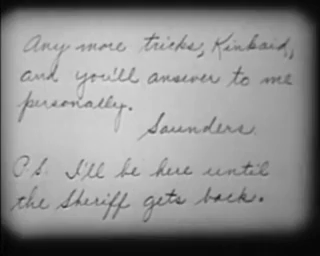 Any more tricks, Kinkaid,
and you'll answer to me
personally.
Saunders.
P.S. I'll be here until
the Sheriff gets back.